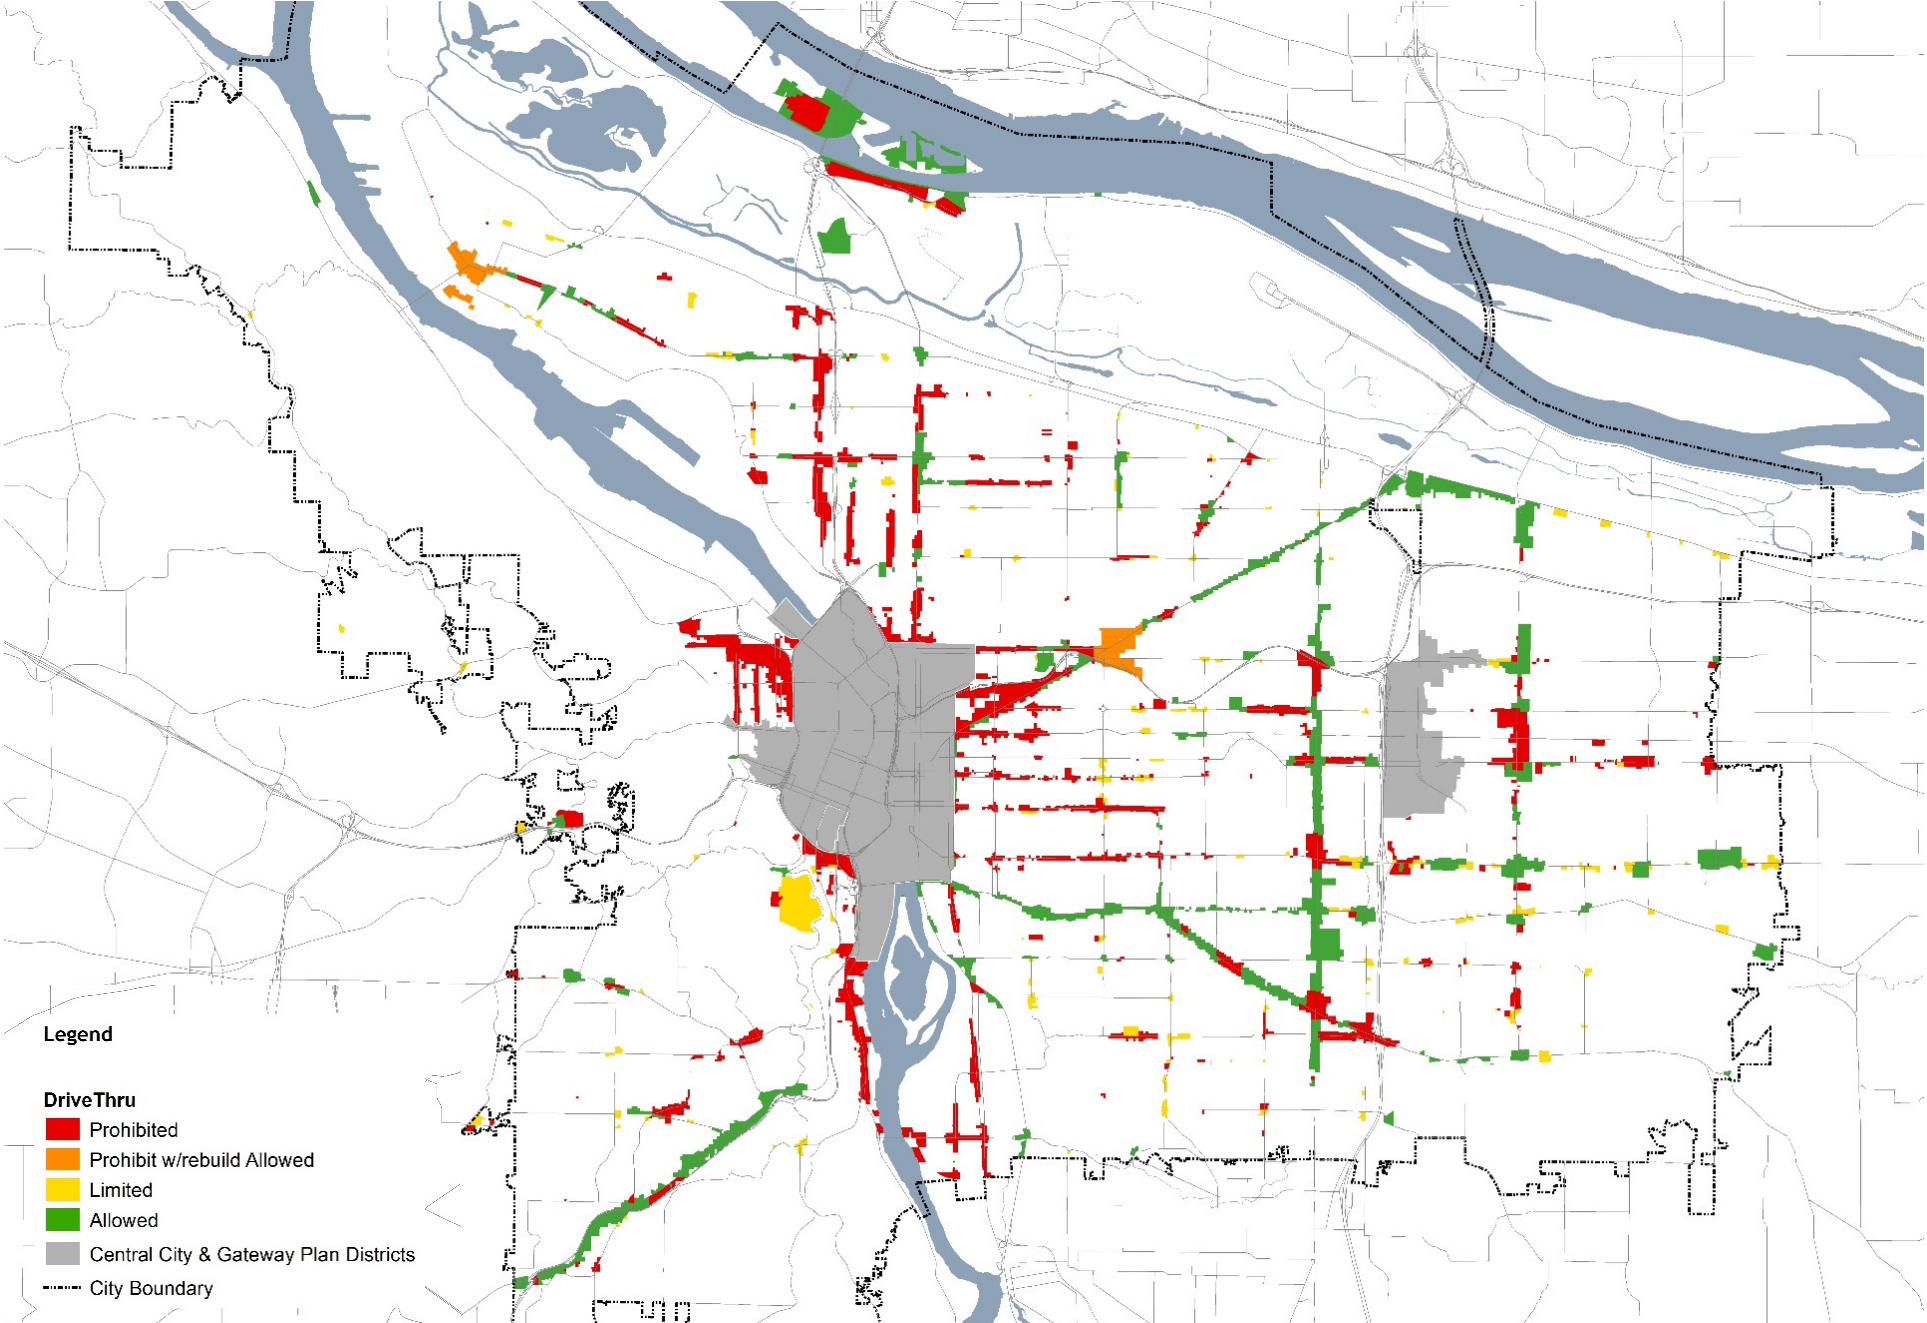 Legend
DriveThru
Prohibited
Prohibit w/rebuild Allowed
Limited
Allowed
Central City & Gateway Plan Districts
City Boundary